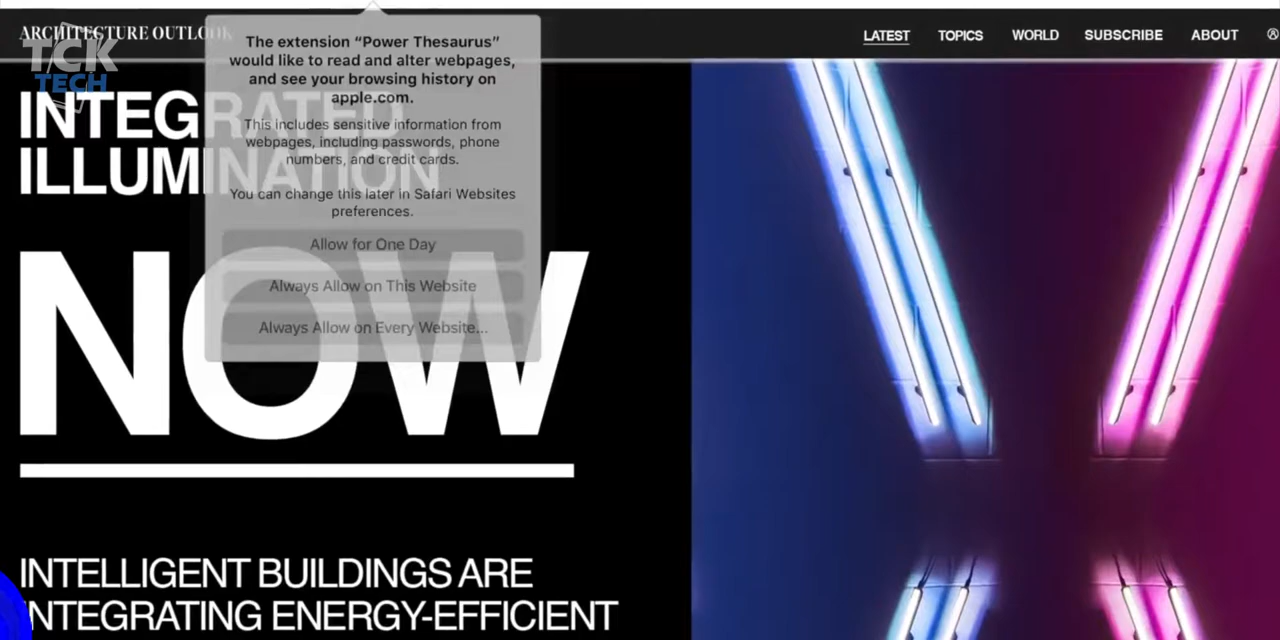 ARCHITECTURE OUTLOOK
LATEST TOPICS WORLD SUBSCRIBE ABOUT
TCK
TECH
INTEGRATED
ILLUMINATION
The extension “Power Thesaurus”
would like to read and alter webpages,
and see your browsing history on
apple.com.
This includes sensitive information from
webpages, including passwords, phone
numbers, and credit cards.
You can change this later in Safari Websites
preferences.
Allow for One Day
Always Allow on This Website
Always Allow on Every Website...
NOW
INTELLIGENT BUILDINGS ARE
INTEGRATING ENERGY-EFFICIENT